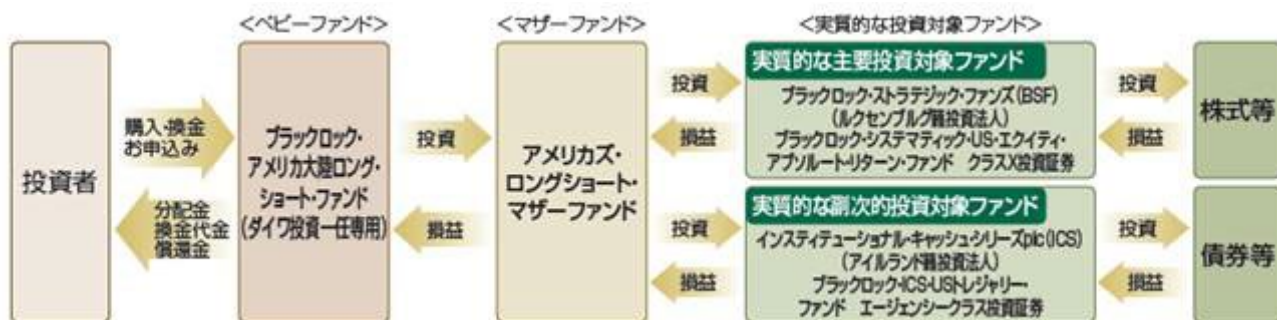 <ベビーファンド>
<マザーファンド>
<実質的な投資対象ファンド>
投資者
購入・換金
お申込み
分配金
換金代金
償還金
ブラックロック・
アメリカ大陸ロング・
ショート・ファンド
(ダイワ投資一任専用)
投資
損益
アメリカズ・
ロングショート・
マザーファンド
投資
損益
実質的な主要投資対象ファンド
ブラックロック・ストラテジック・ファンズ(BSF)
(ルクセンブルグ籍投資法人)
ブラックロック・システマティック・US・エクイティ・
アブソルート・リターン・ファンド クラスX投資証券
投資
損益
株式等
投資
損益
実質的な副次的投資対象ファンド
インスティテューショナル・キャッシュ・シリーズplc(ICS)
(アイルランド籍投資法人)
ブラックロック・ICS・US・トレジャリー・
ファンド エージェンシークラス投資証券
投資
損益
債券等